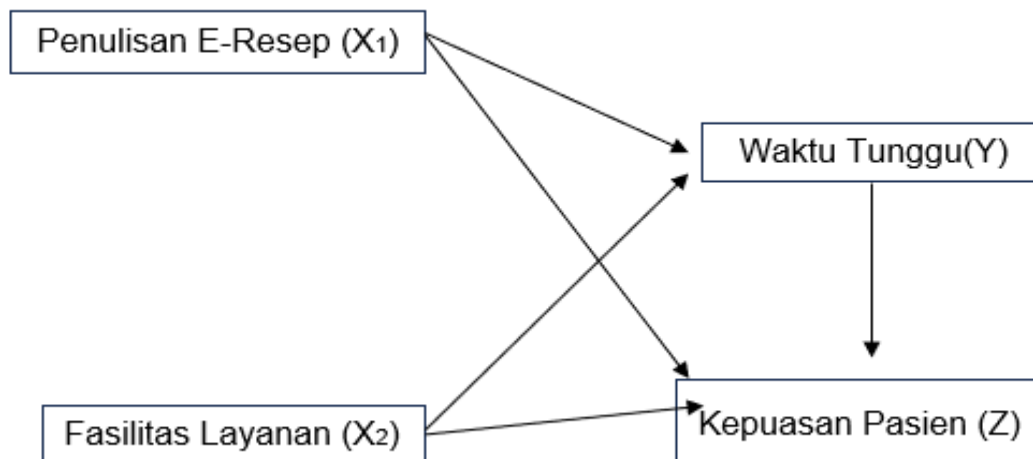 Penulisan E-Resep (X₁)
Waktu Tunggu(Y)
Fasilitas Layanan (X₂)
Kepuasan Pasien (Z)